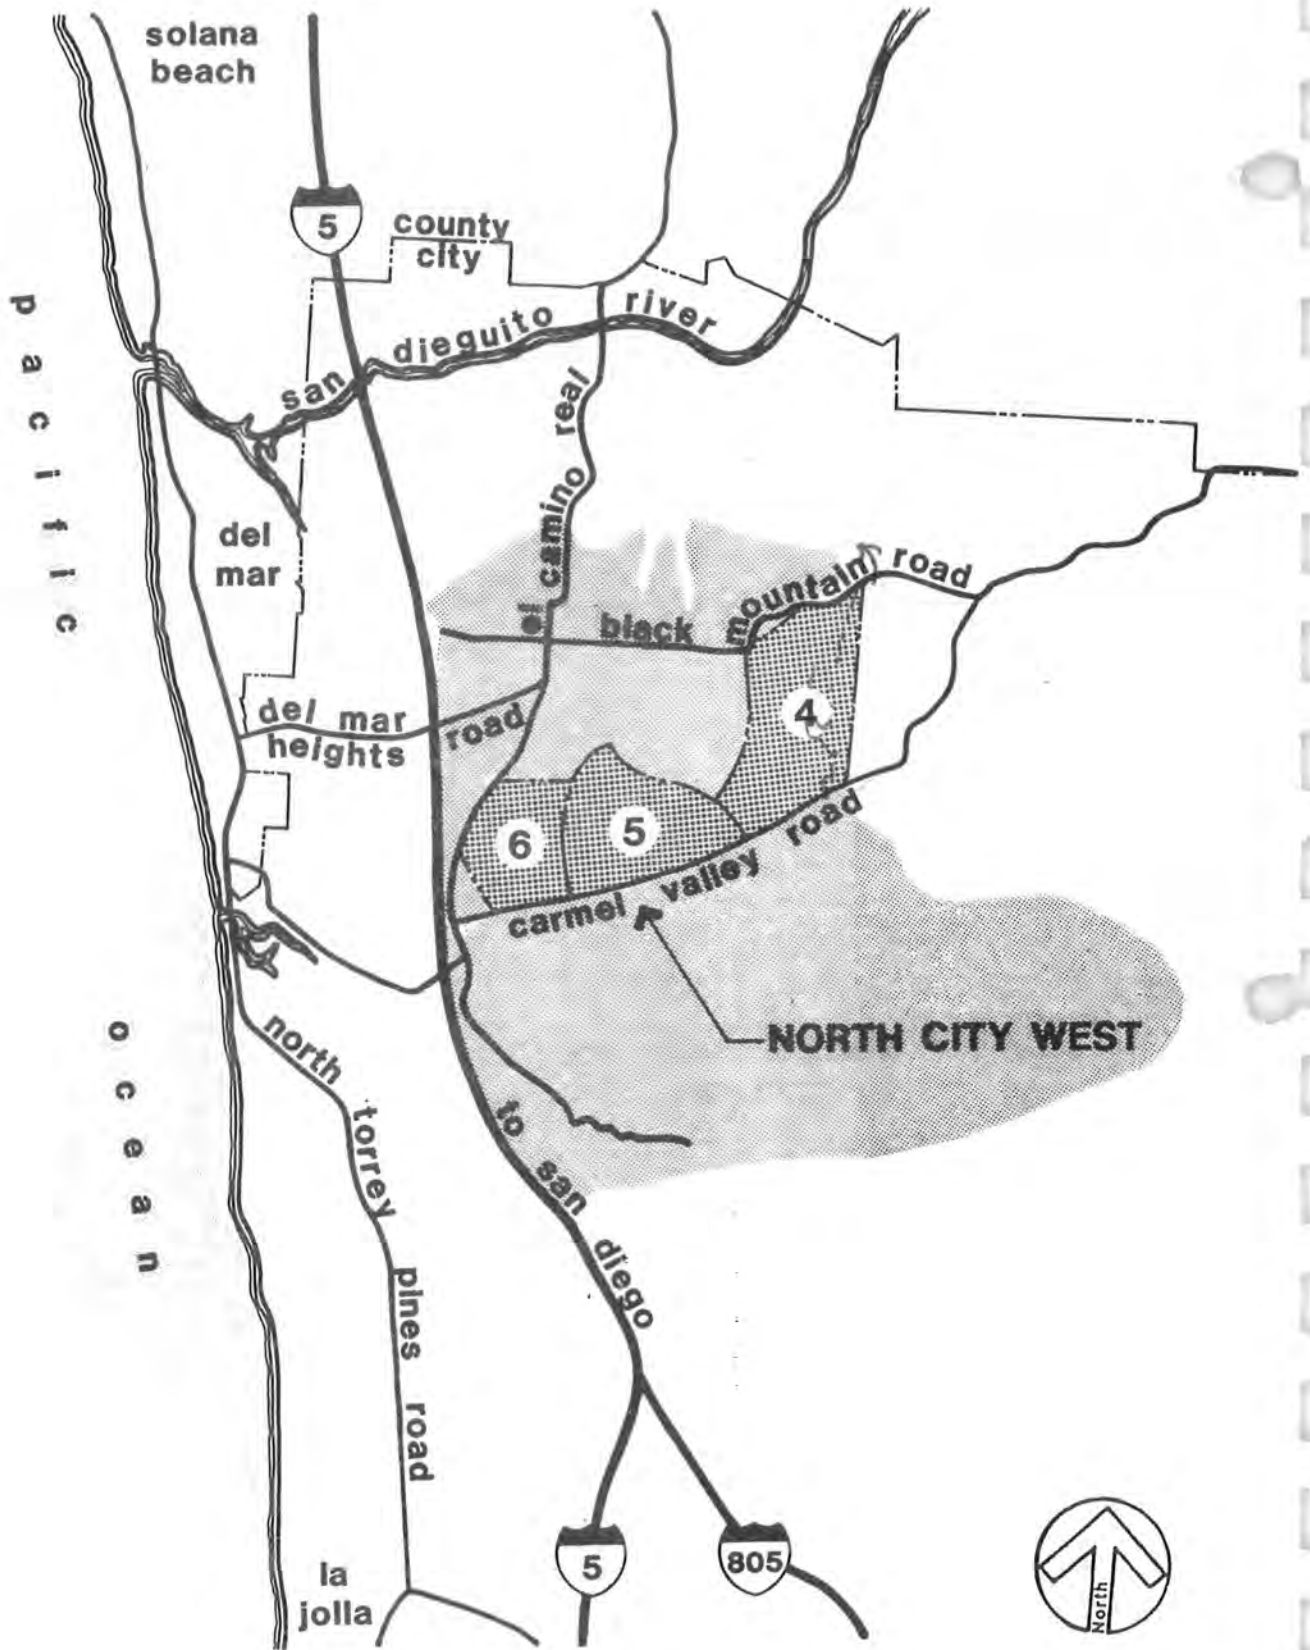 solana
beach
5
county
city
san dieguito river
camino real
pacific
ocean
del
mar
black mountain road
del mar
heights
road
4
6
5
carmel valley road
NORTH CITY WEST
north torrey pines road
to san diego
5
805
la
jolla
North